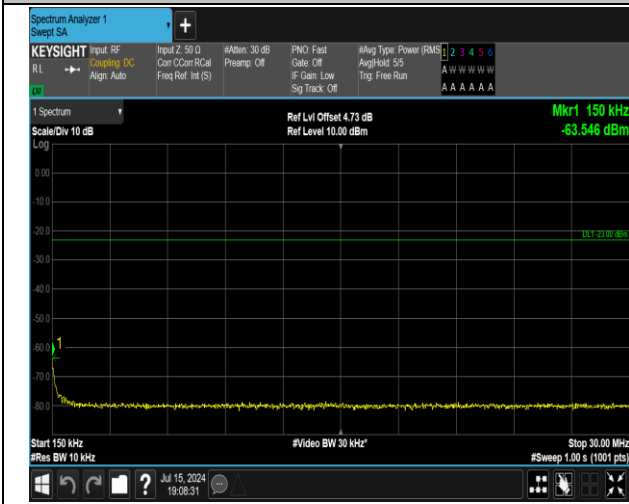 Spectrum Analyzer 1
Swept SA
+
KEYSIGHT
RL
Input: RF
Coupling: DC
Align: Auto
Input Z: 50 Ω
Corr CCorr RCal
Freq Ref: Int (S)
#Atten: 30 dB
Preamp: Off
PNO: Fast
Gate: Off
IF Gain: Low
Sig Track: Off
#Avg Type: Power (RMS
Avg|Hold: 5/5
Trig: Free Run
1 2 3 4 5 6
A W W W W W
A A A A A A
1 Spectrum
Scale/Div 10 dB
Ref Lvl Offset 4.73 dB
Ref Level 10.00 dBm
Mkr1 150 kHz
-63.546 dBm
Log
0.00
-10.0
-20.0
DL1 -23.00 dBm
-30.0
-40.0
-50.0
-60.0
1
-70.0
-80.0
Start 150 kHz
#Res BW 10 kHz
#Video BW 30 kHz*
Stop 30.00 MHz
#Sweep 1.00 s (1001 pts)
?
Jul 15, 2024
19:08:31